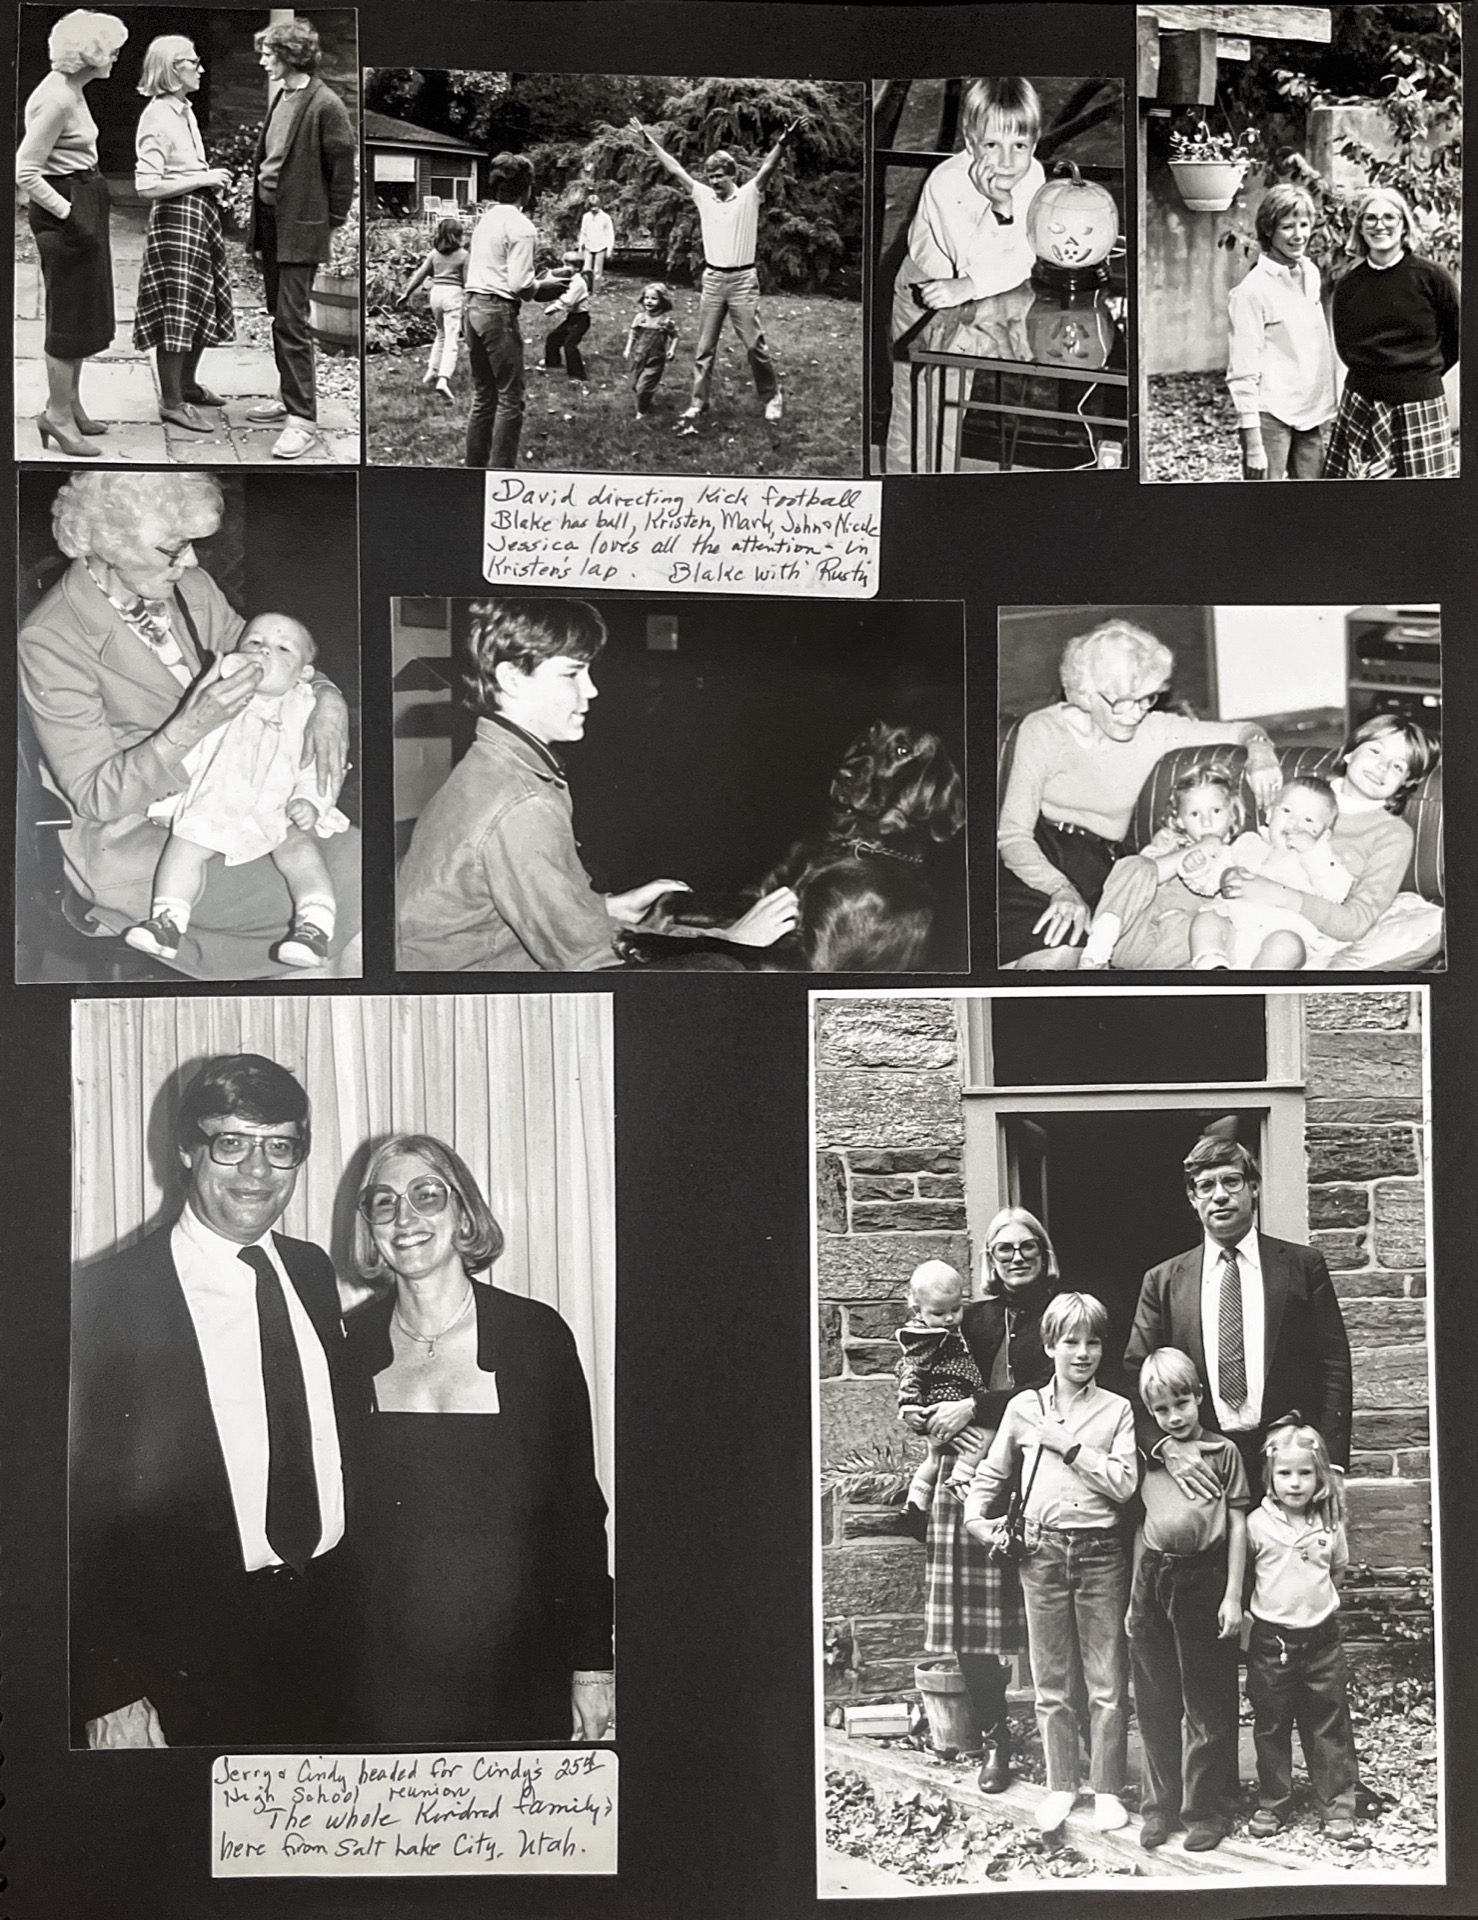 David directing Kick football
Blake has ball, Kristen, Mark, John & Nicole
Jessica loves all the attention - in
Kristen's lap. Blake with Rusty
Jerry & Cindy headed for Cindy's 25th
High School reunion
The whole Kindred family,
here from Salt Lake City, Utah.